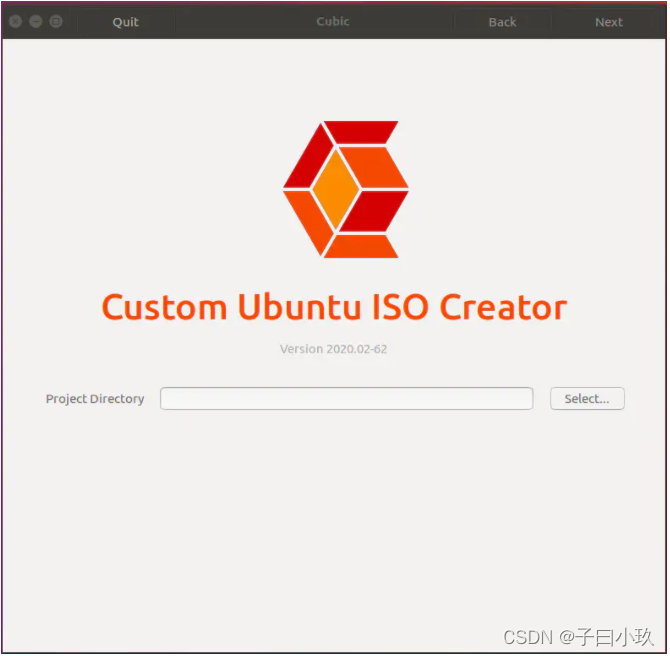 Quit Cubic Back Next
Custom Ubuntu ISO Creator
Version 2020.02-62
Project Directory Select...
CSDN @子曰小玖